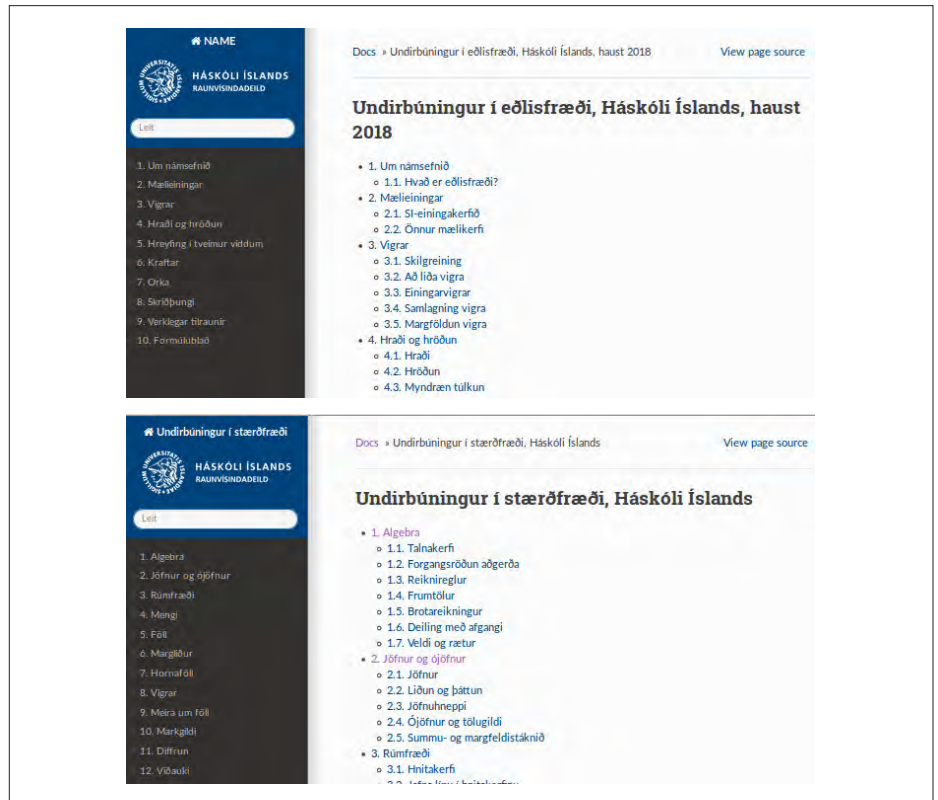 NAME
HÁSKÓLI ÍSLANDS
RAUNVÍSINDADEILD
Leit
1. Um námsefnið
2. Mælieiningar
3. Vigrar
4. Hraði og hröðun
5. Hreyfing í tveimur víddum
6. Kraftar
7. Orka
8. Skriðþungi
9. Verklegar tilraunir
10. Formúlublað
Docs » Undirbúningur í eðlisfræði, Háskóli Íslands, haust 2018
View page source
Undirbúningur í eðlisfræði, Háskóli Íslands, haust
2018
1. Um námsefnið
1.1. Hvað er eðlisfræði?
2. Mælieiningar
2.1. SI-einingakerfið
2.2. Önnur mælikerfi
3. Vigrar
3.1. Skilgreining
3.2. Að liða vigra
3.3. Einingarvigrar
3.4. Samlagning vigra
3.5. Margföldun vigra
4. Hraði og hröðun
4.1. Hraði
4.2. Hröðun
4.3. Myndræn túlkun
Undirbúningur í stærðfræði
HÁSKÓLI ÍSLANDS
RAUNVÍSINDADEILD
Leit
1. Algebra
2. Jöfnur og ójöfnur
3. Rúmfræði
4. Mengi
5. Föll
6. Margliður
7. Hornaföll
8. Vigrar
9. Meira um föll
10. Markgildi
11. Diffrun
12. Viðauki
Docs » Undirbúningur í stærðfræði, Háskóli Íslands
View page source
Undirbúningur í stærðfræði, Háskóli Íslands
1. Algebra
1.1. Talnakerfi
1.2. Forgangsröðun aðgerða
1.3. Reiknireglur
1.4. Frumtölur
1.5. Brotareikningur
1.6. Deiling með afgangi
1.7. Veldi og rætur
2. Jöfnur og ójöfnur
2.1. Jöfnur
2.2. Liðun og þáttun
2.3. Jöfnuhneppi
2.4. Ójöfnur og tölugildi
2.5. Summu- og margfeldistáknið
3. Rúmfræði
3.1. Hnitakerfi